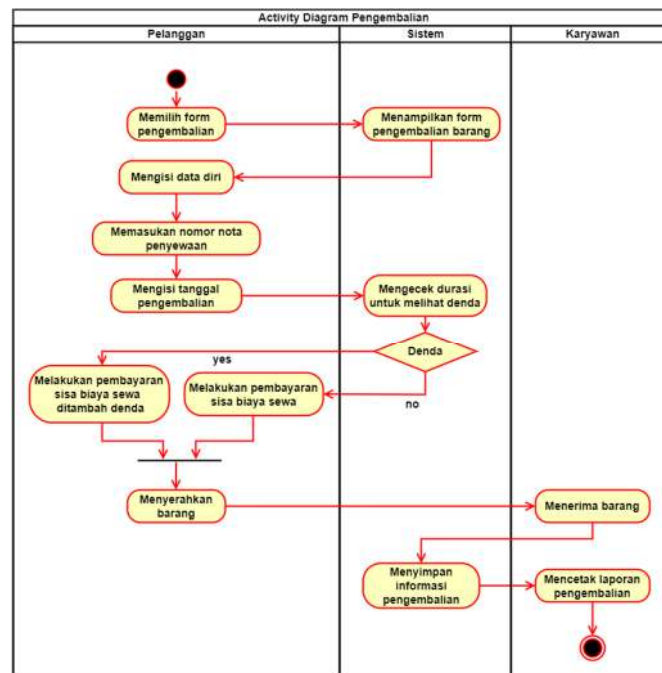 Activity Diagram Pengembalian
Pelanggan
Sistem
Karyawan
Memilih form
pengembalian
Menampilkan form
pengembalian barang
Mengisi data diri
Memasukan nomor nota
penyewaan
Mengisi tanggal
pengembalian
Mengecek durasi
untuk melihat denda
Denda
yes
no
Melakukan pembayaran
sisa biaya sewa
ditambah denda
Melakukan pembayaran
sisa biaya sewa
Menyerahkan
barang
Menerima barang
Menyimpan
informasi
pengembalian
Mencetak laporan
pengembalian